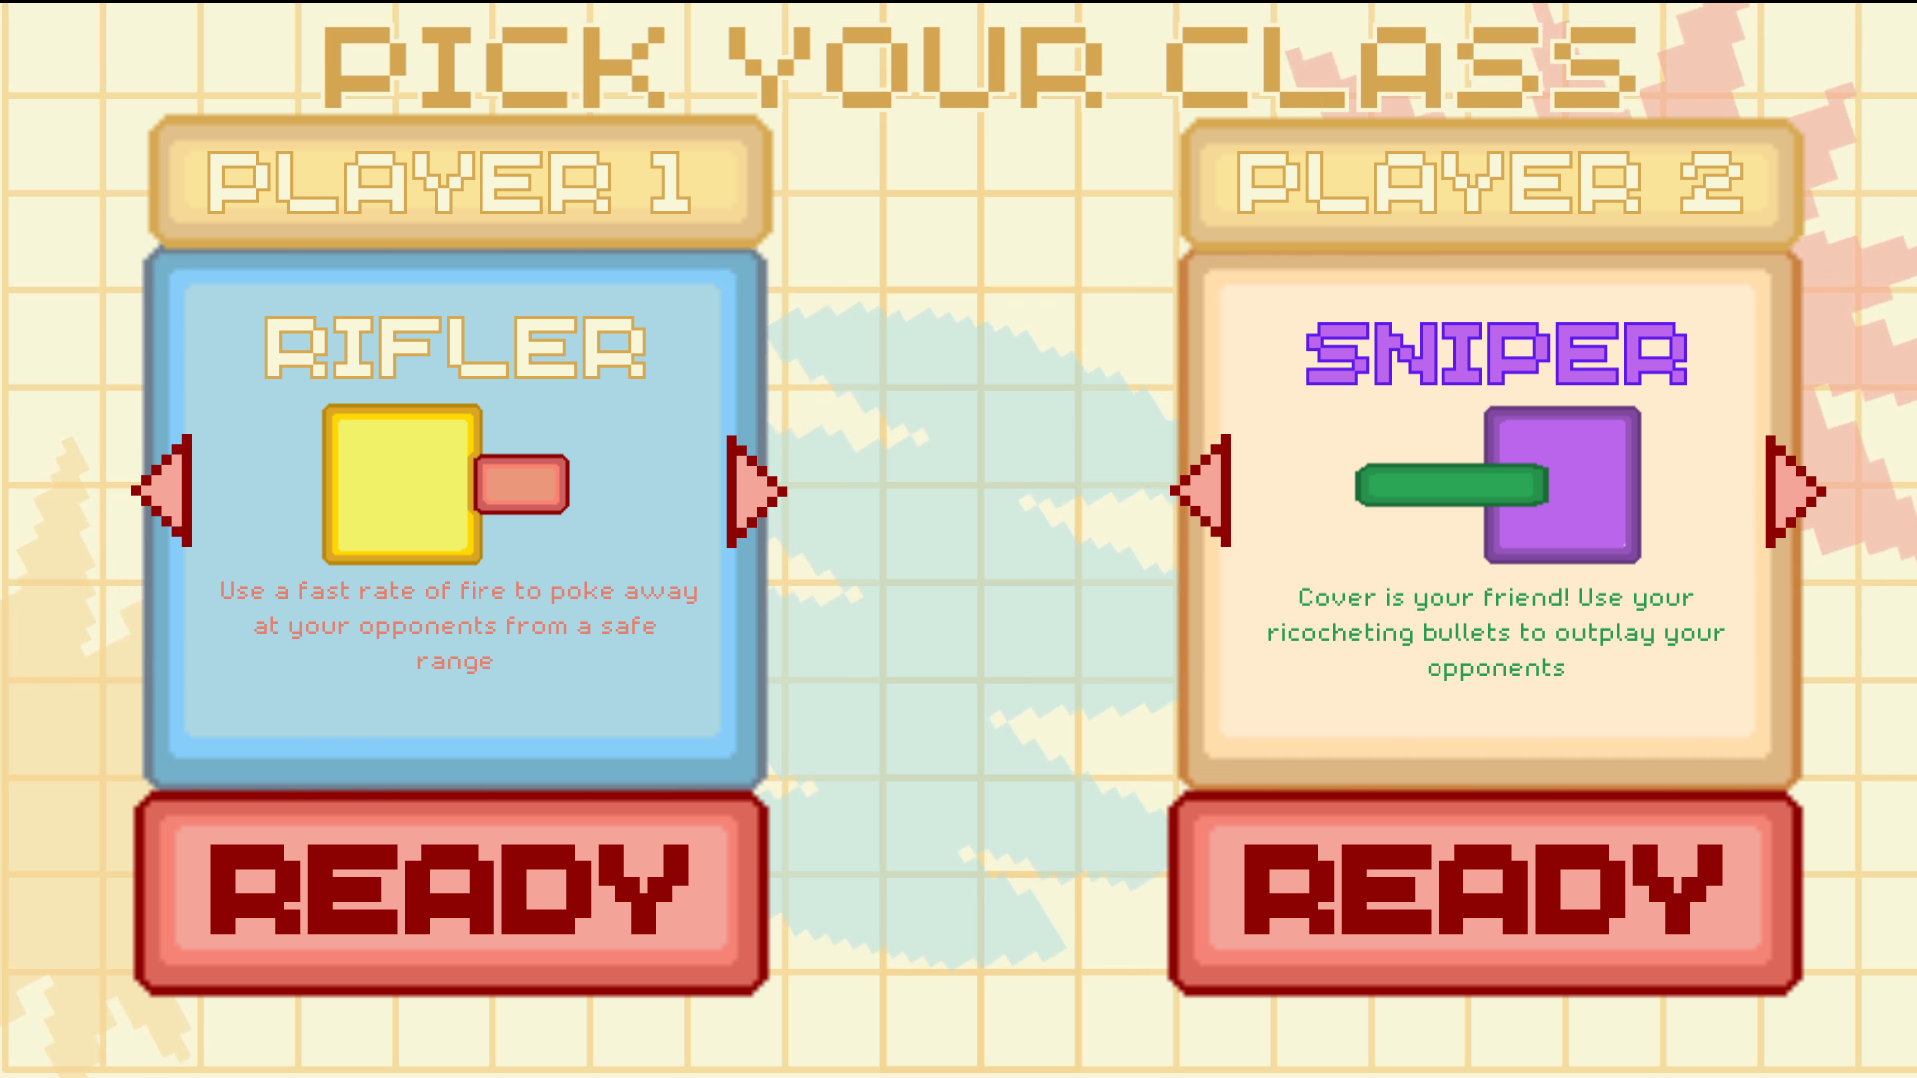 PICK YOUR CLASS
PLAYER 1
RIFLER
Use a fast rate of fire to poke away
at your opponents from a safe
range
READY
PLAYER 2
SNIPER
Cover is your friend! Use your
ricocheting bullets to outplay your
opponents
READY